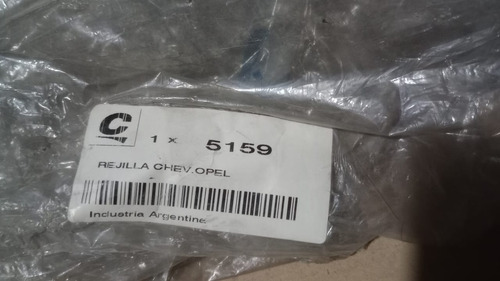 1 x 5159
REJILLA CHEV.OPEL
Industria Argentina